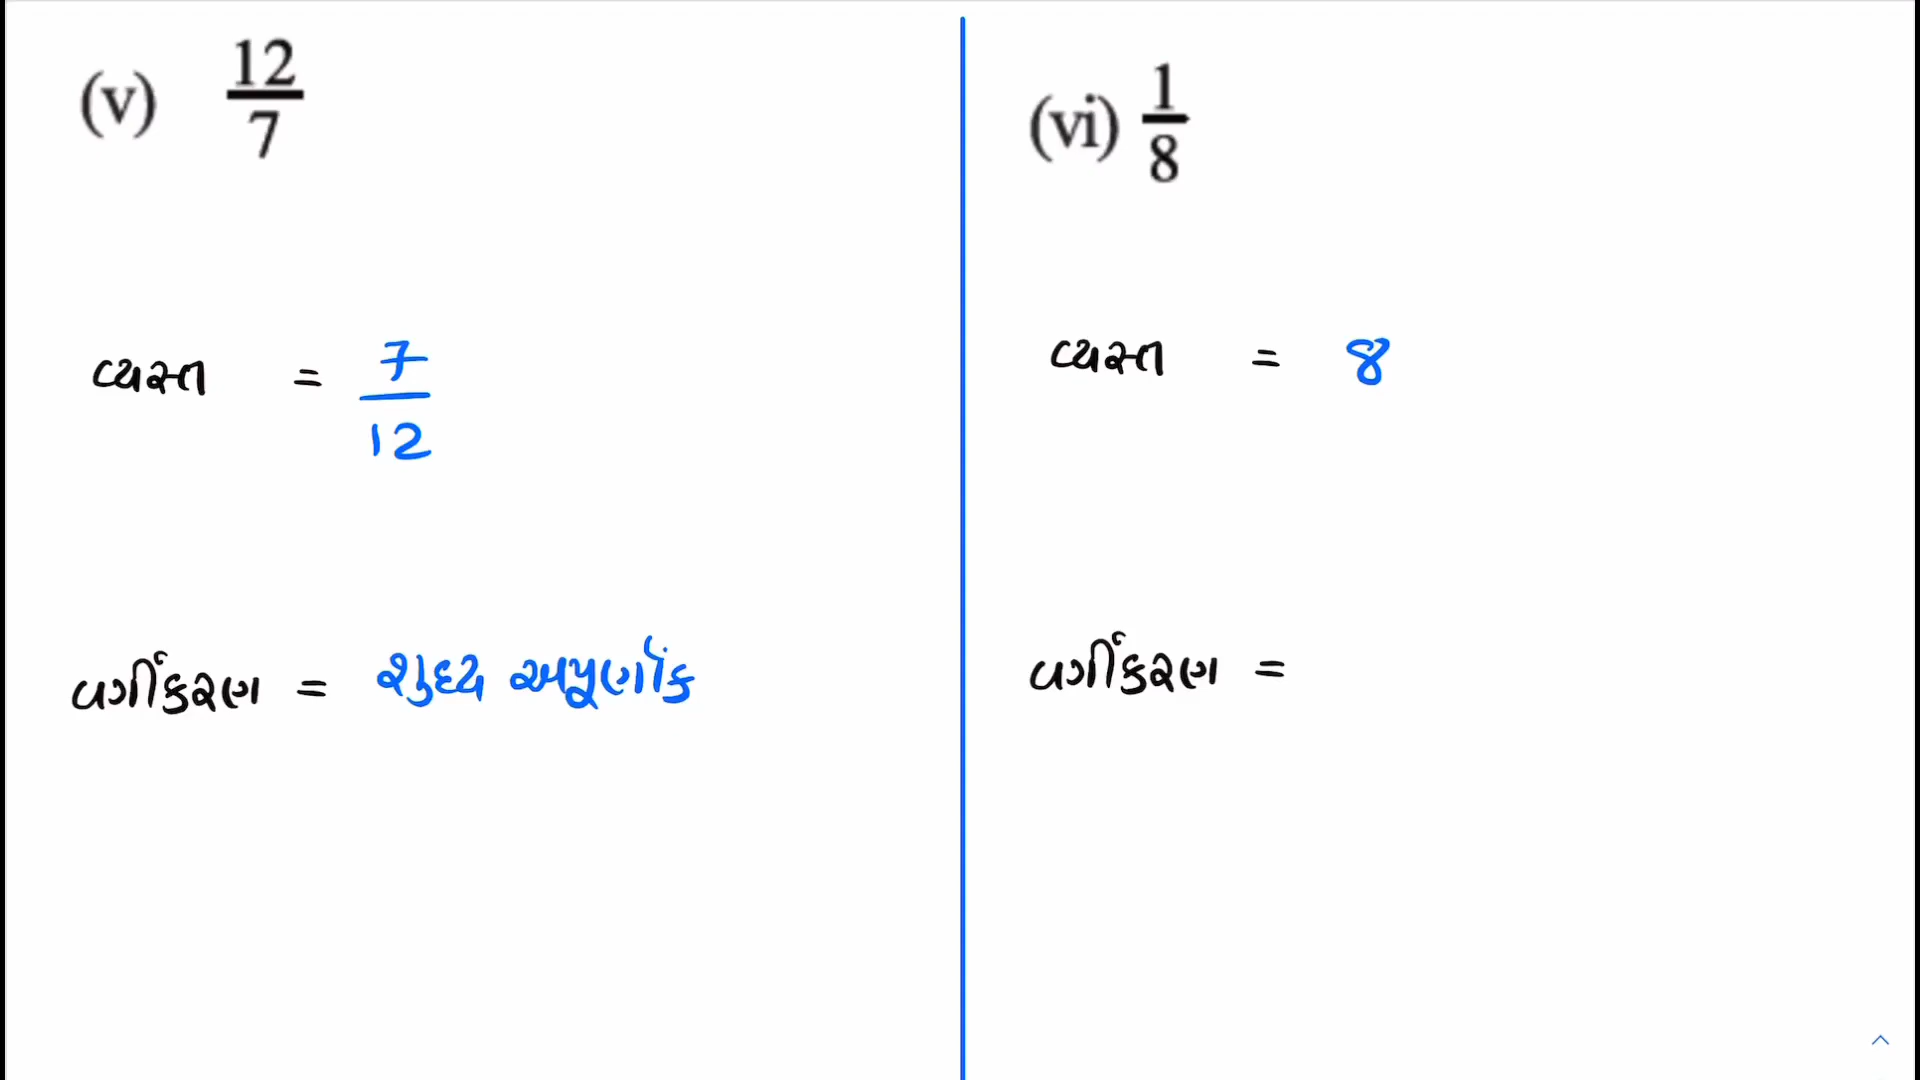 (v) 12/7
વ્યસ્ત = 7/12
વર્ગીકરણ = શુદ્ધ અપૂર્ણાંક
(vi) 1/8
વ્યસ્ત = 8
વર્ગીકરણ =